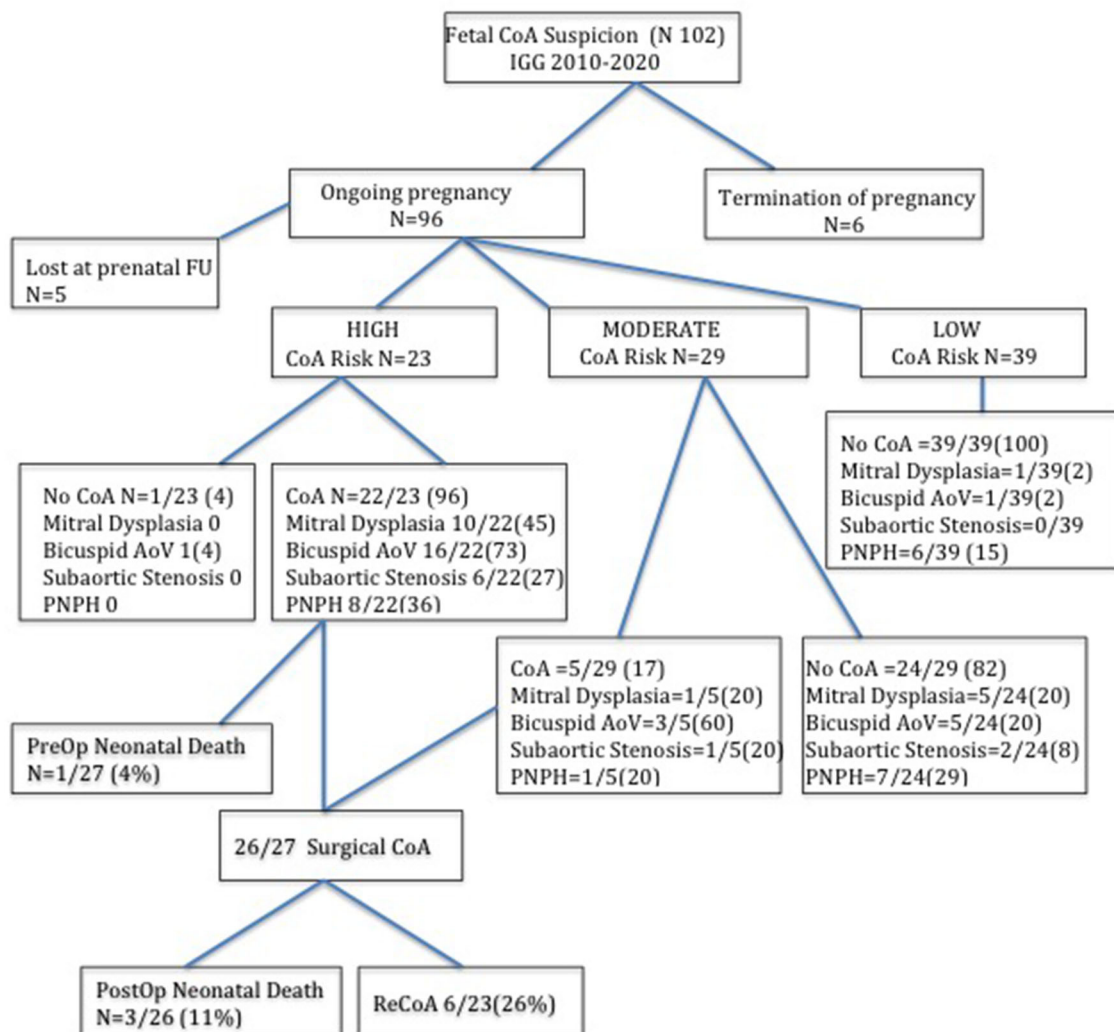 Fetal CoA Suspicion (N 102)
IGG 2010-2020
Ongoing pregnancy
N=96
Termination of pregnancy
N=6
Lost at prenatal FU
N=5
HIGH
CoA Risk N=23
MODERATE
CoA Risk N=29
LOW
CoA Risk N=39
No CoA N=1/23 (4)
Mitral Dysplasia 0
Bicuspid AoV 1(4)
Subaortic Stenosis 0
PNPH 0
CoA N=22/23 (96)
Mitral Dysplasia 10/22(45)
Bicuspid AoV 16/22(73)
Subaortic Stenosis 6/22(27)
PNPH 8/22(36)
No CoA =39/39(100)
Mitral Dysplasia=1/39(2)
Bicuspid AoV=1/39(2)
Subaortic Stenosis=0/39
PNPH=6/39 (15)
CoA =5/29 (17)
Mitral Dysplasia=1/5(20)
Bicuspid AoV=3/5(60)
Subaortic Stenosis=1/5(20)
PNPH=1/5(20)
No CoA =24/29 (82)
Mitral Dysplasia=5/24(20)
Bicuspid AoV=5/24(20)
Subaortic Stenosis=2/24(8)
PNPH=7/24(29)
PreOp Neonatal Death
N=1/27 (4%)
26/27 Surgical CoA
PostOp Neonatal Death
N=3/26 (11%)
ReCoA 6/23(26%)